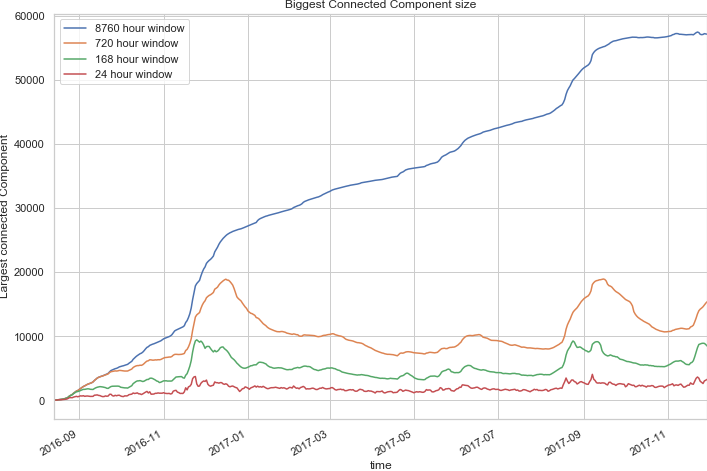 Biggest Connected Component size
60000
50000
40000
30000
20000
10000
0
Largest connected Component
8760 hour window
720 hour window
168 hour window
24 hour window
2016-09
2016-11
2017-01
2017-03
2017-05
2017-07
2017-09
2017-11
time